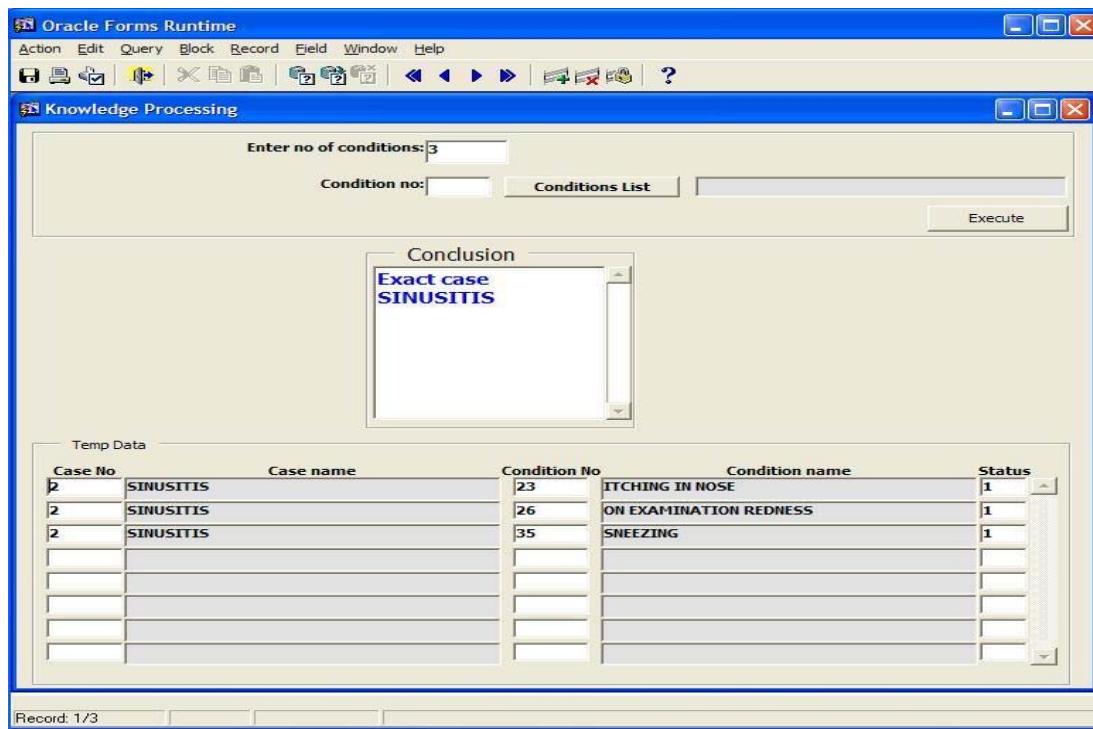 Oracle Forms Runtime
Action Edit Query Block Record Field Window Help
?
Knowledge Processing
Enter no of conditions: 3
Condition no: Conditions List
Execute
Conclusion
Exact case
SINUSITIS
Temp Data
Case No Case name Condition No Condition name Status
2 SINUSITIS 23 ITCHING IN NOSE 1
2 SINUSITIS 26 ON EXAMINATION REDNESS 1
2 SINUSITIS 35 SNEEZING 1
Record: 1/3